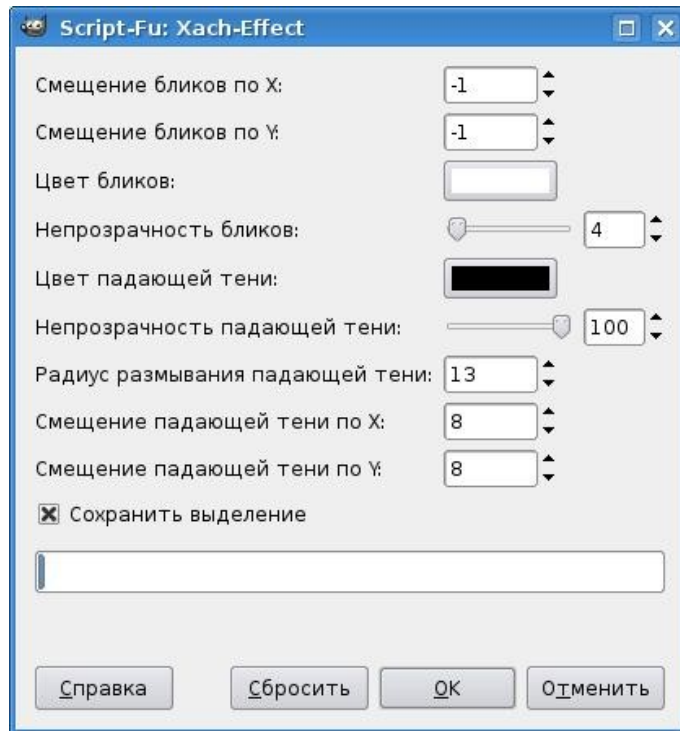 Script-Fu: Xach-Effect
Смещение бликов по X: -1
Смещение бликов по Y: -1
Цвет бликов:
Непрозрачность бликов: 4
Цвет падающей тени:
Непрозрачность падающей тени: 100
Радиус размывания падающей тени: 13
Смещение падающей тени по X: 8
Смещение падающей тени по Y: 8
Сохранить выделение
Справка Сбросить OK Отменить